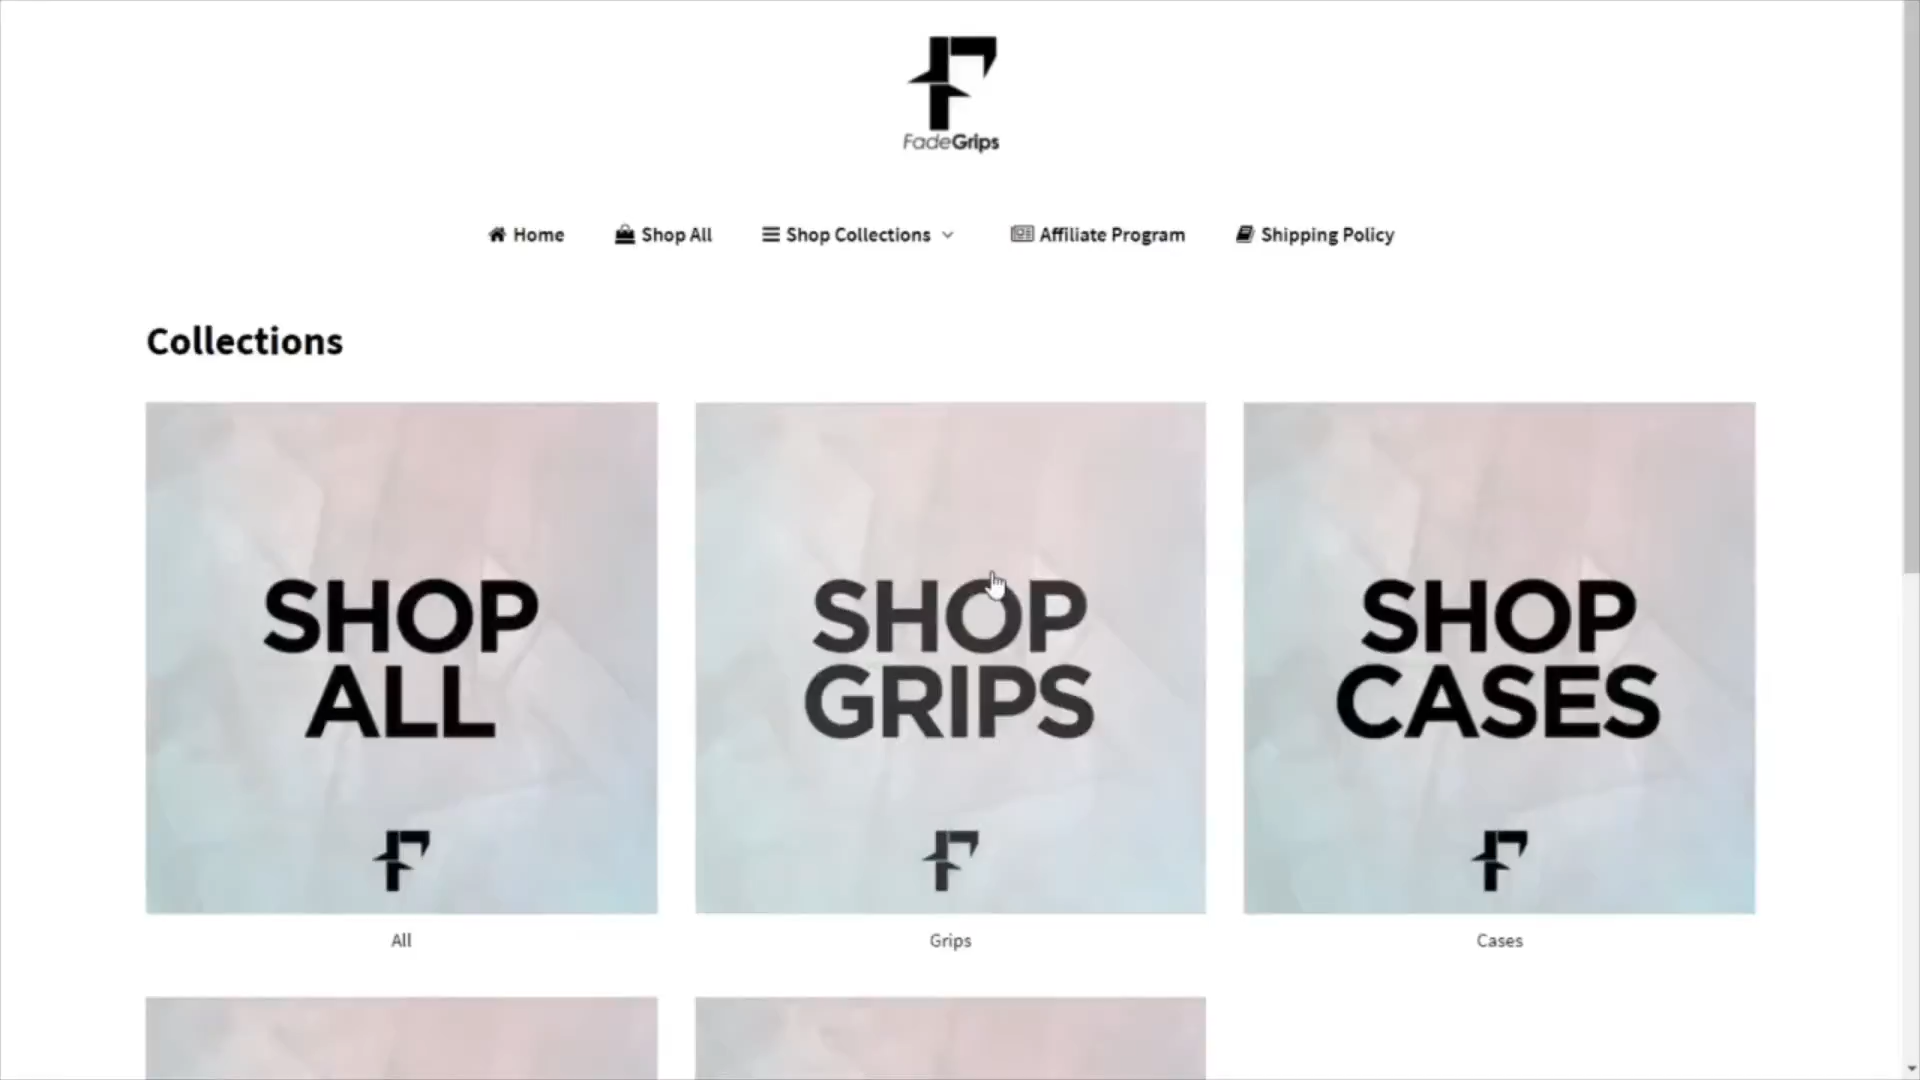 FadeGrips
Home Shop All Shop Collections Affiliate Program Shipping Policy
Collections
SHOP
ALL
SHOP
GRIPS
SHOP
CASES
All Grips Cases